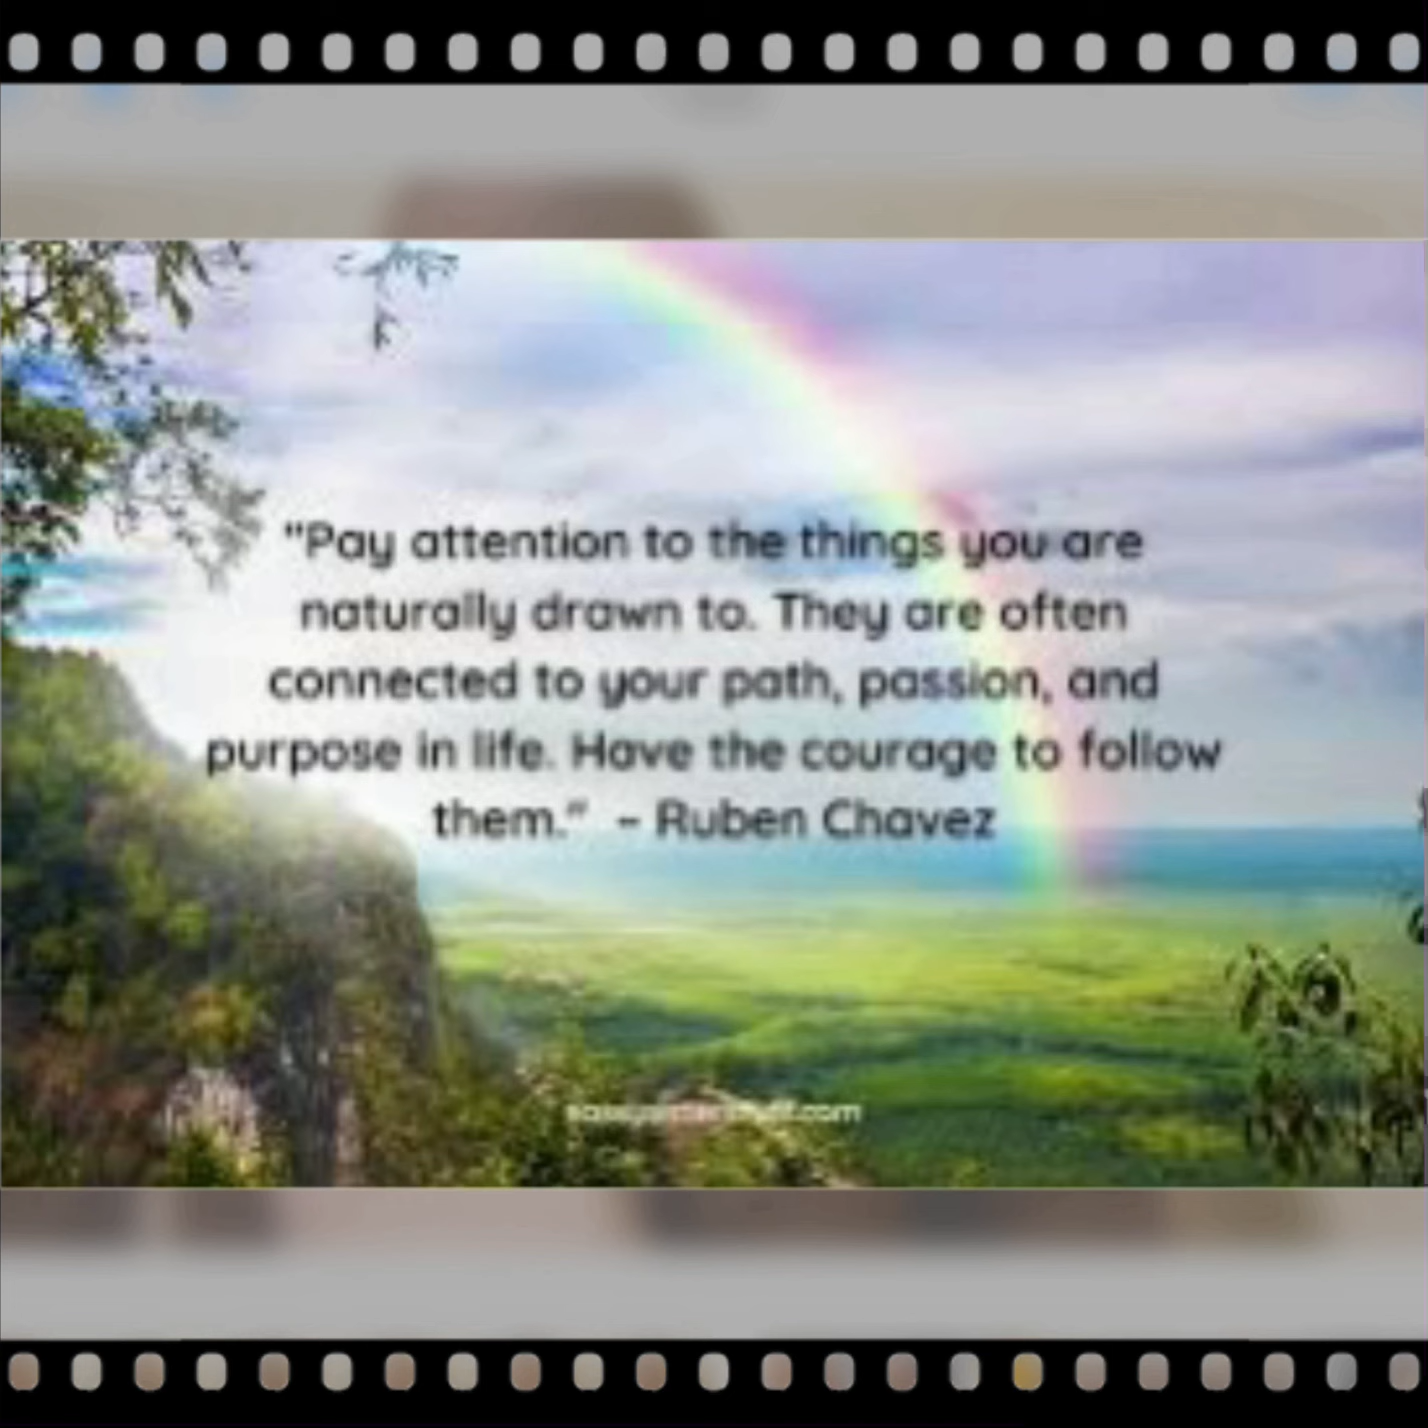 "Pay attention to the things you are
naturally drawn to. They are often
connected to your path, passion, and
purpose in life. Have the courage to follow
them.“ – Ruben Chavez